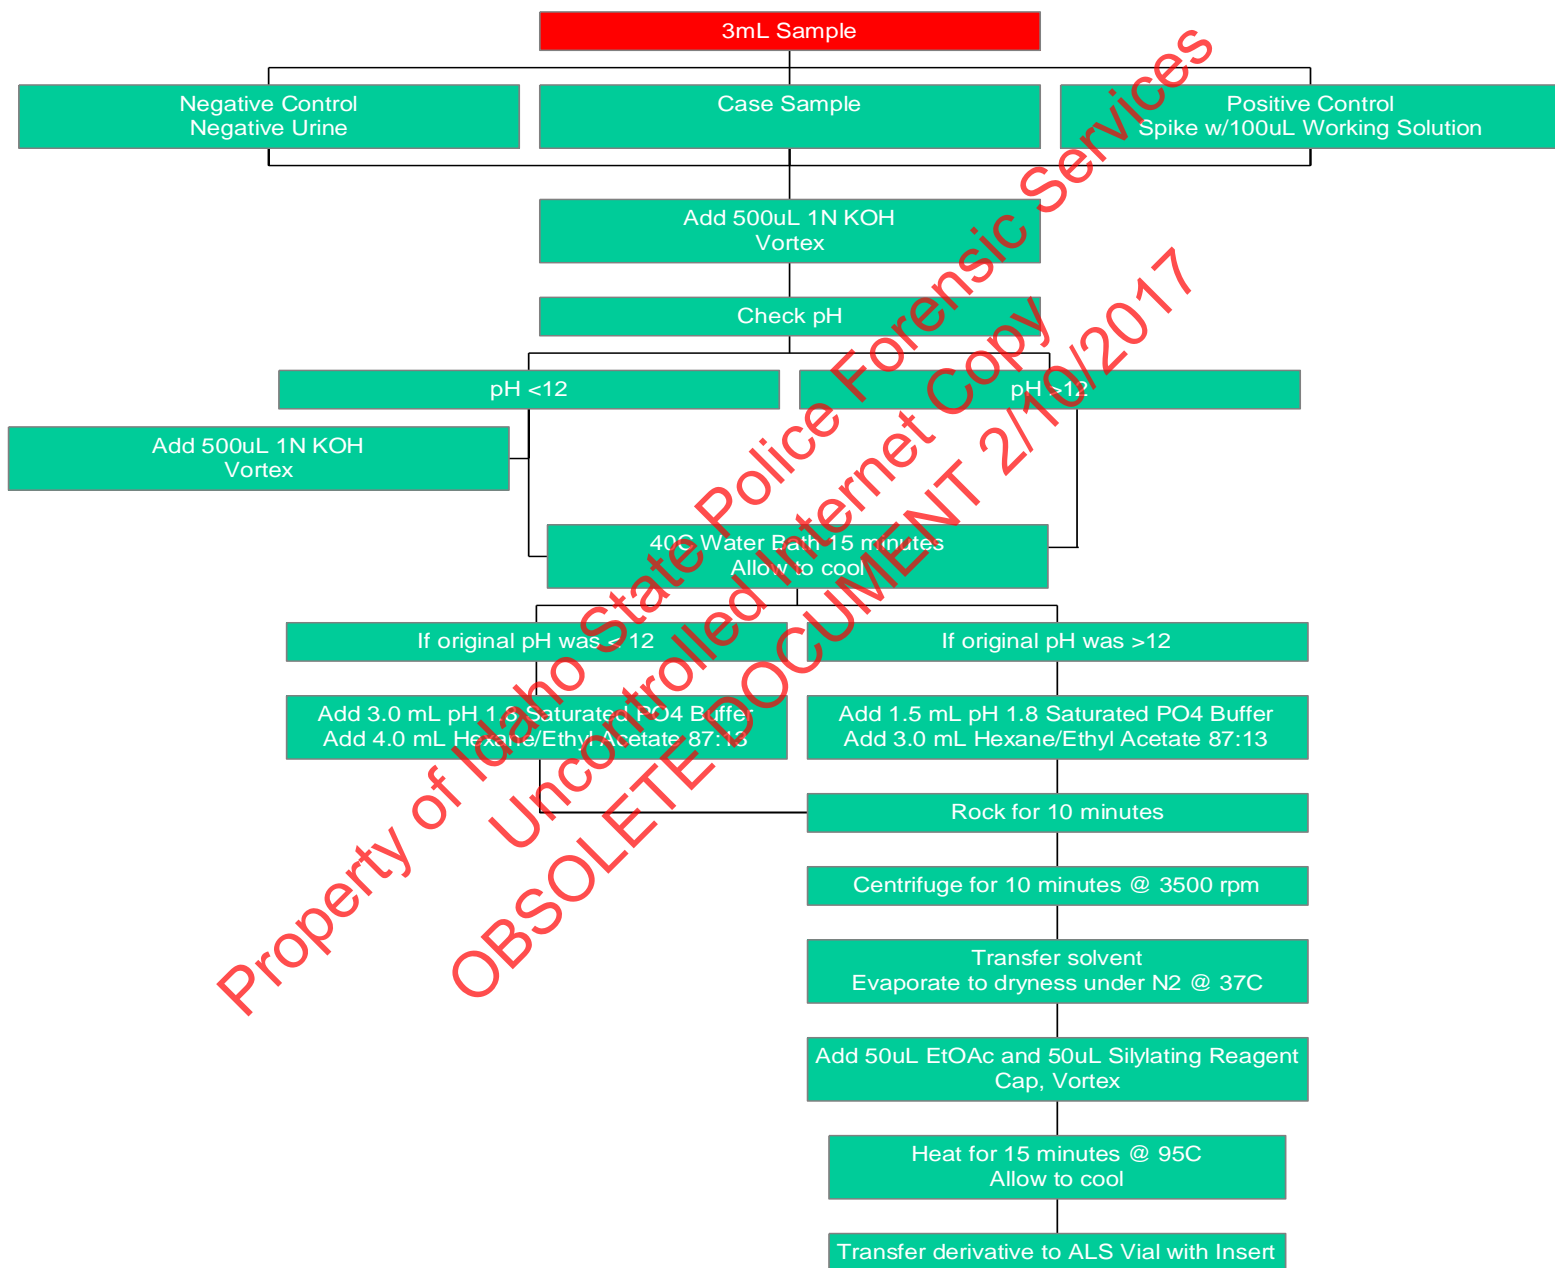 3mL Sample
Negative Control
Negative Urine
Case Sample
Positive Control
Spike w/100uL Working Solution
Add 500uL 1N KOH
Vortex
Check pH
pH <12
pH >12
Add 500uL 1N KOH
Vortex
40C Water Bath 15 minutes
Allow to cool
If original pH was < 12
If original pH was >12
Add 3.0 mL pH 1.8 Saturated PO4 Buffer
Add 4.0 mL Hexane/Ethyl Acetate 87:13
Add 1.5 mL pH 1.8 Saturated PO4 Buffer
Add 3.0 mL Hexane/Ethyl Acetate 87:13
Rock for 10 minutes
Centrifuge for 10 minutes @ 3500 rpm
Transfer solvent
Evaporate to dryness under N2 @ 37C
Add 50uL EtOAc and 50uL Silylating Reagent
Cap, Vortex
Heat for 15 minutes @ 95C
Allow to cool
Transfer derivative to ALS Vial with Insert
Property of Idaho State Police Forensic Services
Uncontrolled Internet Copy
OBSOLETE DOCUMENT 2/10/2017